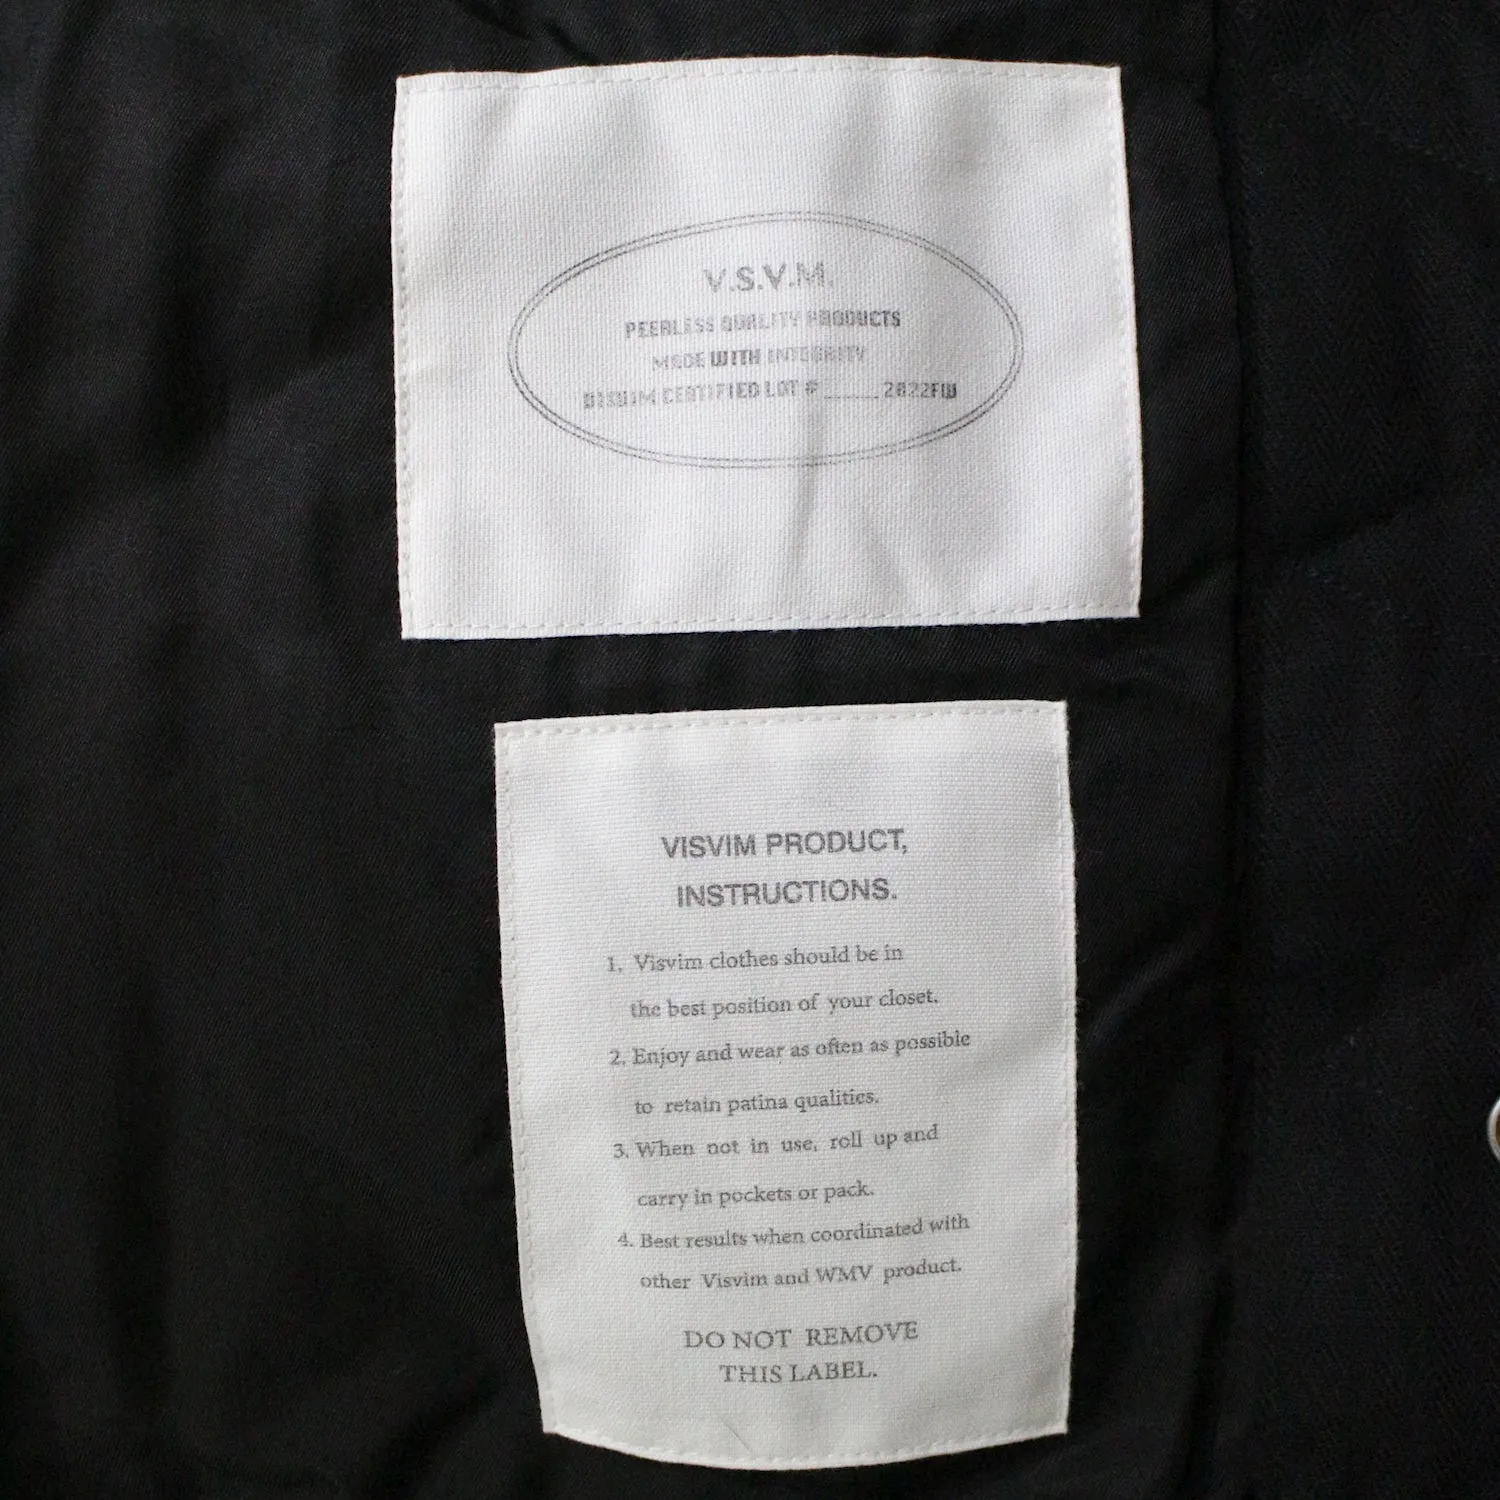 V.S.V.M.
PEERLESS QUALITY PRODUCTS
MADE WITH INTEGRITY
VISVIM CERTIFIED LOT # _____ 2022FW
VISVIM PRODUCT,
INSTRUCTIONS.
1. Visvim clothes should be in
the best position of your closet.
2. Enjoy and wear as often as possible
to retain patina qualities.
3. When not in use, roll up and
carry in pockets or pack.
4. Best results when coordinated with
other Visvim and WMV product.
DO NOT REMOVE
THIS LABEL.